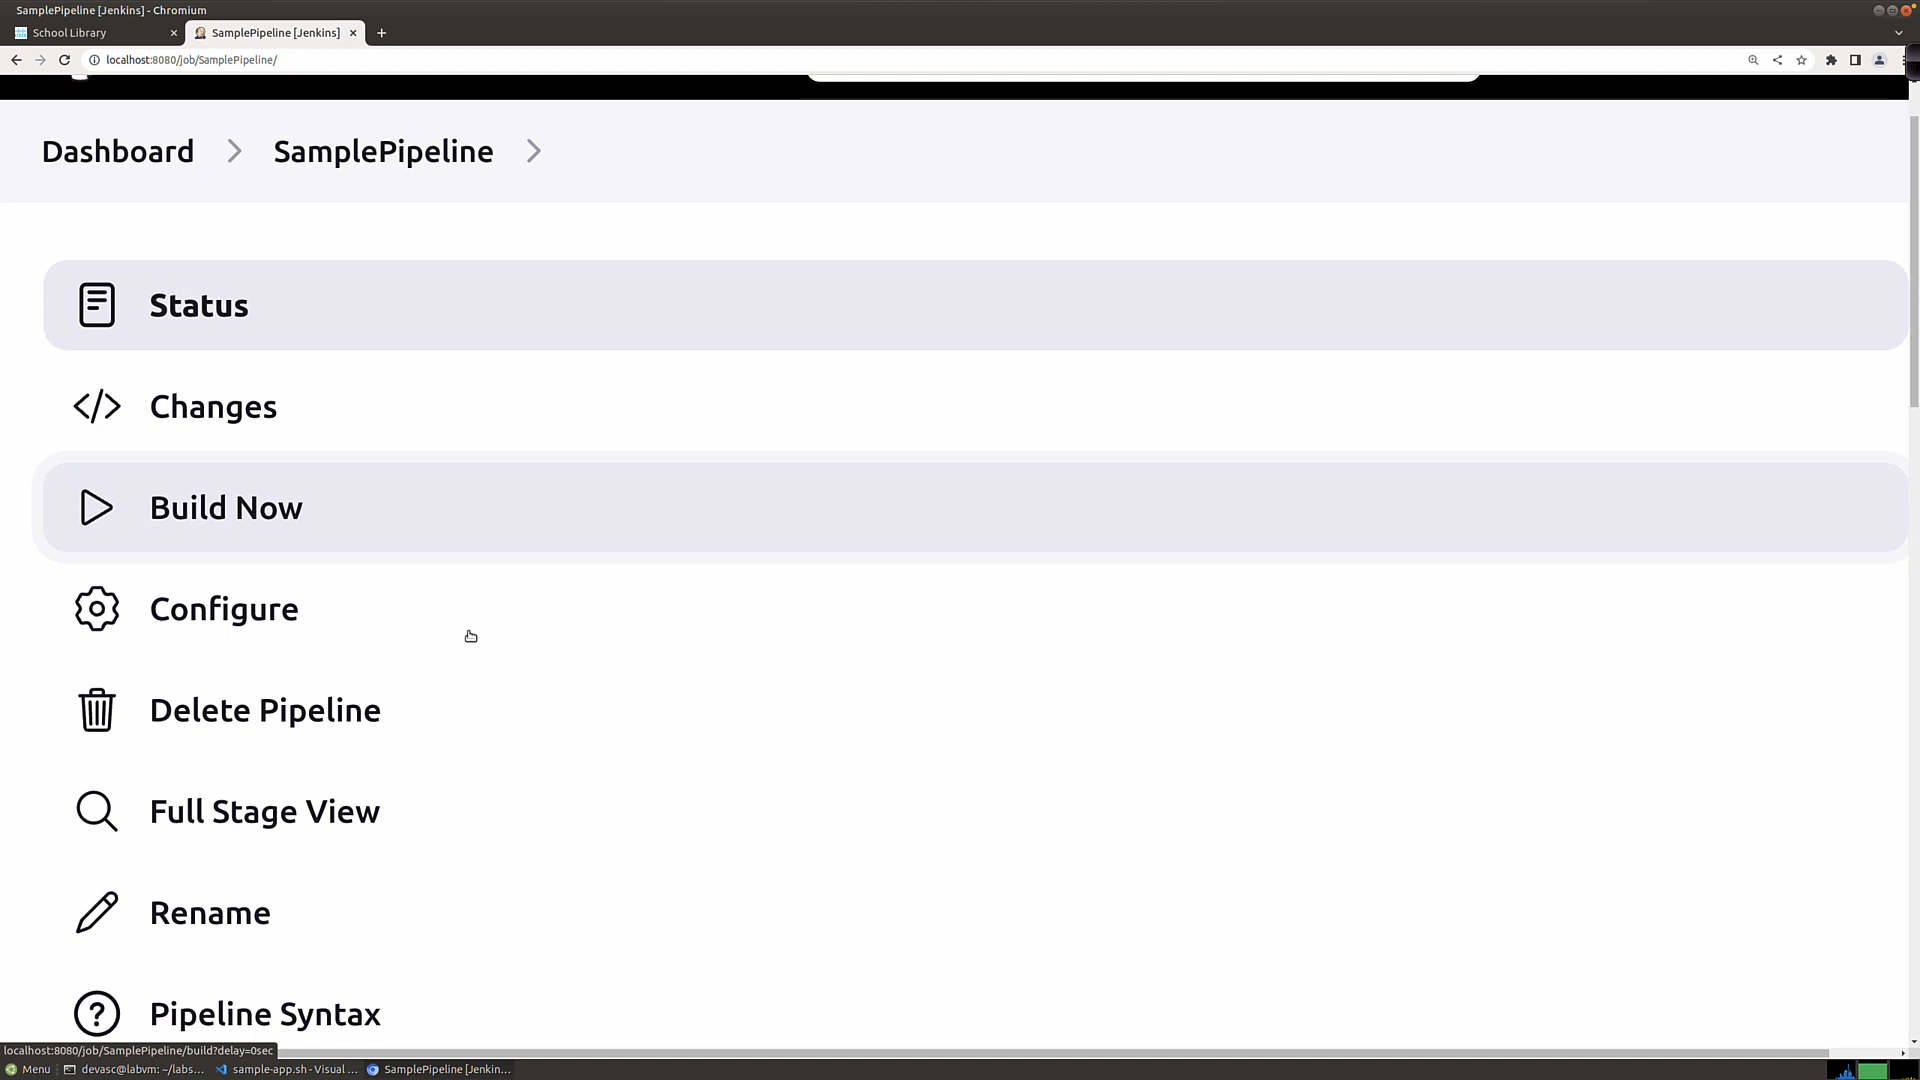 SamplePipeline [Jenkins] - Chromium
School Library
SamplePipeline [Jenkins]
localhost:8080/job/SamplePipeline/
Dashboard
SamplePipeline
Status
Changes
Build Now
Configure
Delete Pipeline
Full Stage View
Rename
Pipeline Syntax
localhost:8080/job/SamplePipeline/build?delay=0sec
Menu
devasc@labvm: ~/labs...
sample-app.sh - Visual ...
SamplePipeline [Jenkin...